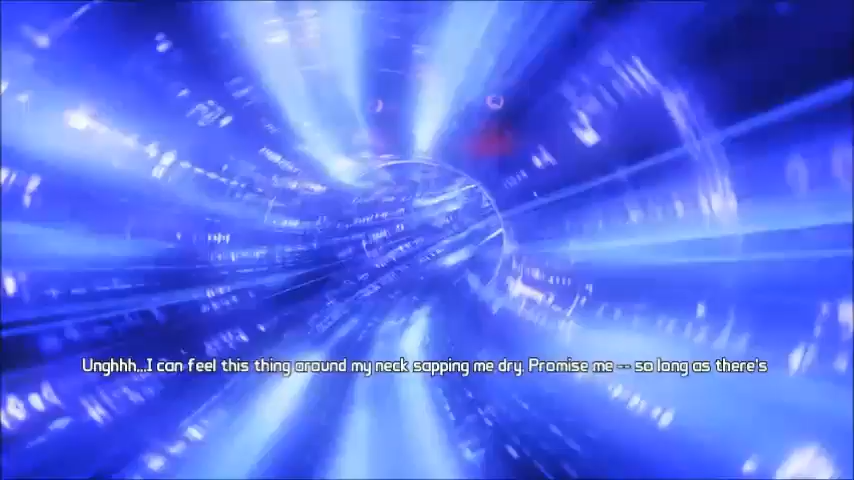 Unghhh...I can feel this thing around my neck sapping me dry. Promise me -- so long as there's